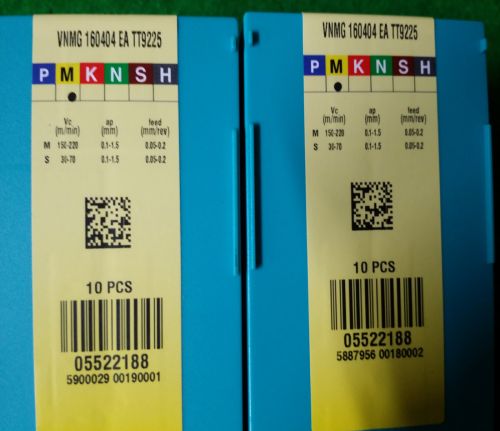 VNMG 160404 EA TT9225
P M K N S H
Vc (m/min) ap (mm) feed (mm/rev)
M 150-220 0.1-1.5 0.05-0.2
S 30-70 0.1-1.5 0.05-0.2
10 PCS
05522188
5900029 00190001
VNMG 160404 EA TT9225
P M K N S H
Vc (m/min) ap (mm) feed (mm/rev)
M 150-220 0.1-1.5 0.05-0.2
S 30-70 0.1-1.5 0.05-0.2
10 PCS
05522188
5887956 00180002